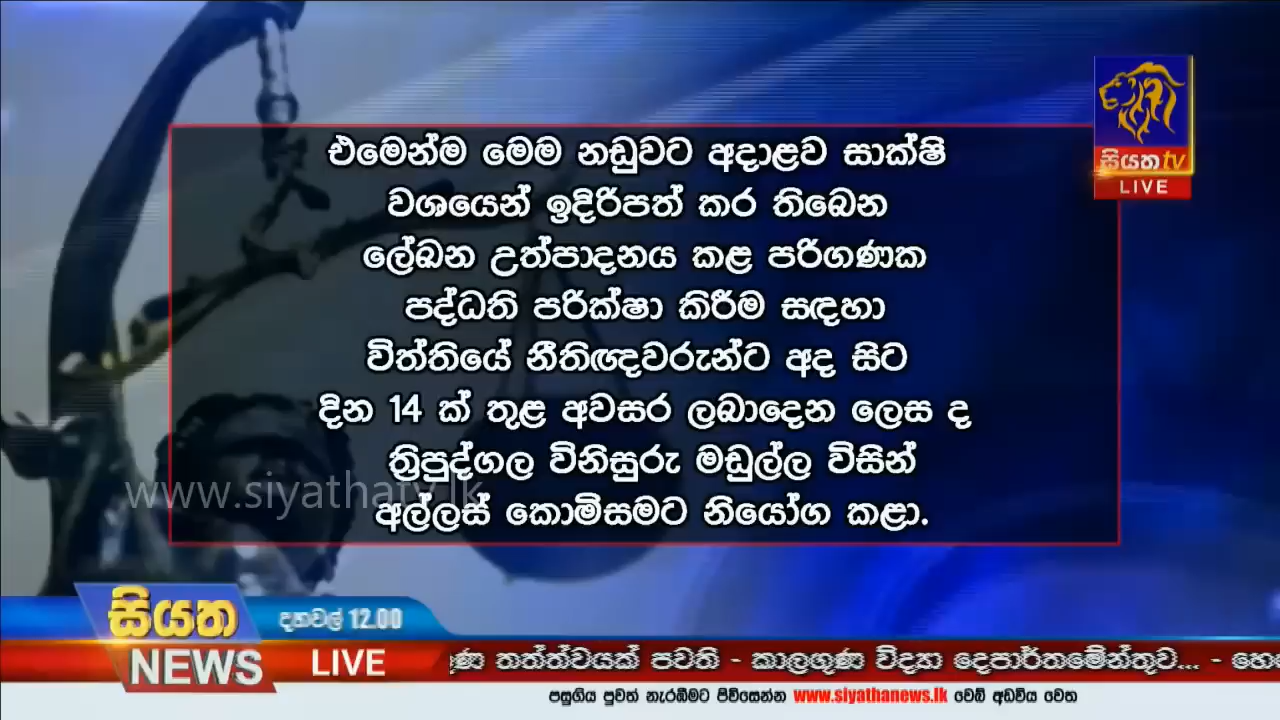 එමෙන්ම මෙම නඩුවට අදාළව සාක්ෂි
වශයෙන් ඉදිරිපත් කර තිබෙන
ලේඛන උත්පාදනය කළ පරිගණක
පද්ධති පරික්ෂා කිරීම සඳහා
විත්තියේ නීතිඥවරුන්ට අද සිට
දින 14 ක් තුළ අවසර ලබාදෙන ලෙස ද
ත්‍රිපුද්ගල විනිසුරු මඩුල්ල විසින්
අල්ලස් කොමිසමට නියෝග කළා.
සියත tv
LIVE
www.siyathatv.lk
සියත
දහවල් 12.00
NEWS
LIVE
තත්ත්වයක් පවතී - කාලගුණ විද්‍යා දෙපාර්තමේන්තුව... -
පසුගිය පුවත් නැරඹීමට පිවිසෙන්න www.siyathanews.lk වෙබ් අඩවිය වෙත